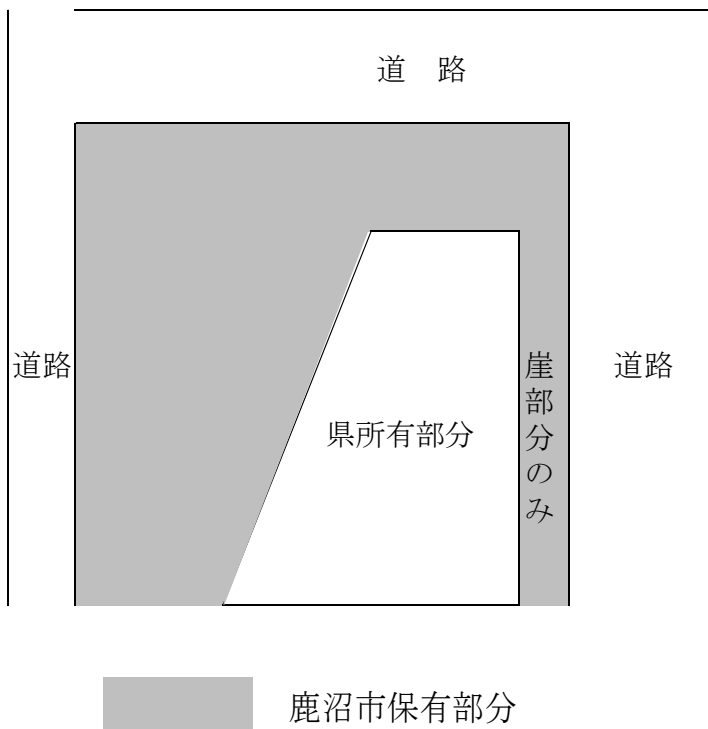 道　路
道路
県所有部分
崖部分のみ
道路
鹿沼市保有部分